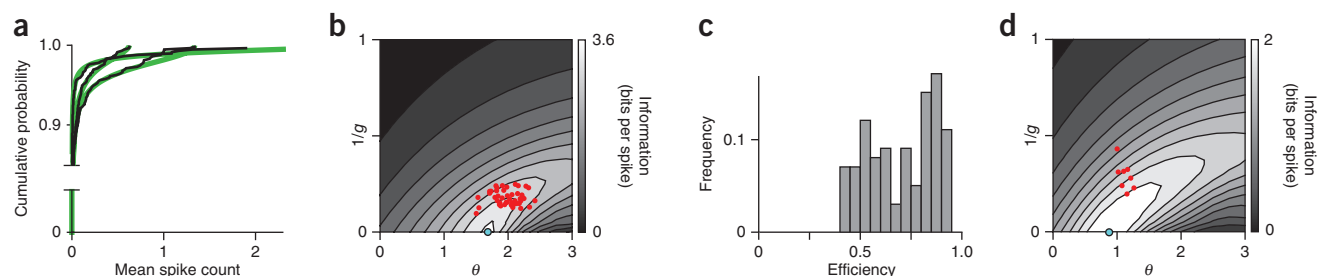 a
Cumulative probability
1.0
0.9
0
0
1
2
Mean spike count
b
1/g
1
0
0
1
2
3
θ
3.6
0
Information
(bits per spike)
c
Frequency
0.1
0
0
0.5
1.0
Efficiency
d
1/g
1
0
0
1
2
3
θ
2
0
Information
(bits per spike)